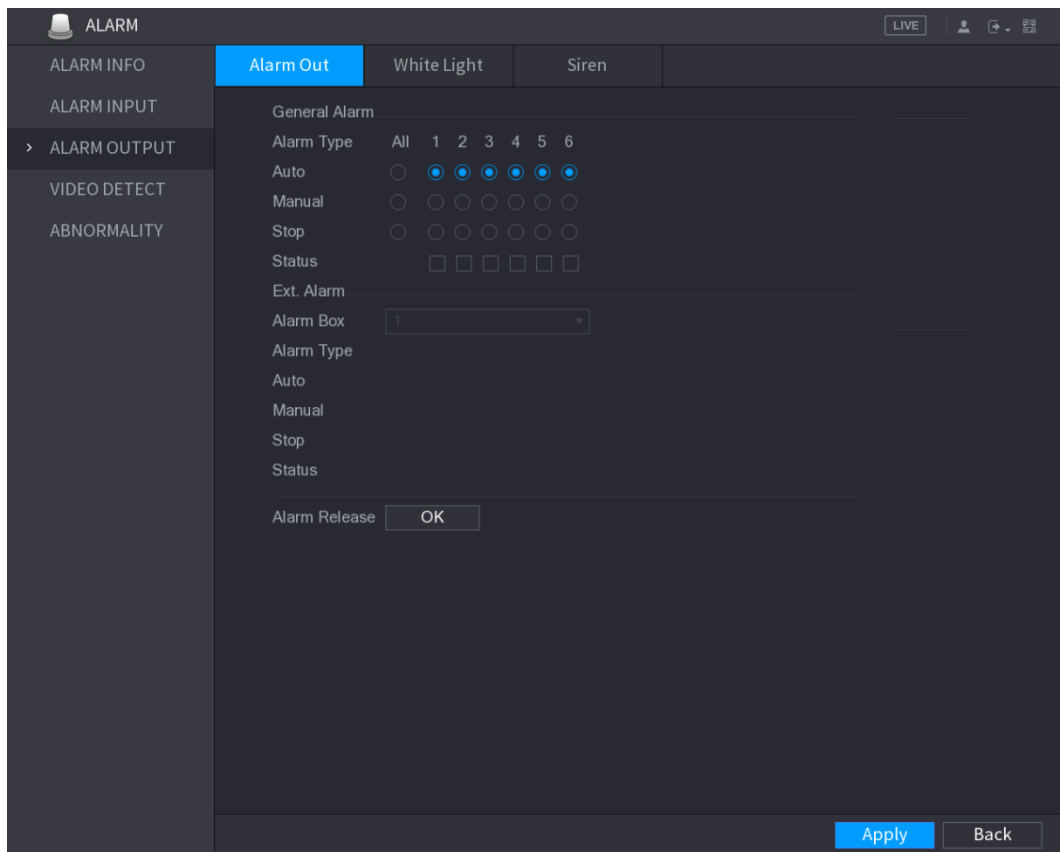 ALARM LIVE
ALARM INFO
ALARM INPUT
ALARM OUTPUT
VIDEO DETECT
ABNORMALITY
Alarm Out White Light Siren
General Alarm
Alarm Type All 1 2 3 4 5 6
Auto
Manual
Stop
Status
Ext. Alarm
Alarm Box 1
Alarm Type
Auto
Manual
Stop
Status
Alarm Release OK
Apply Back